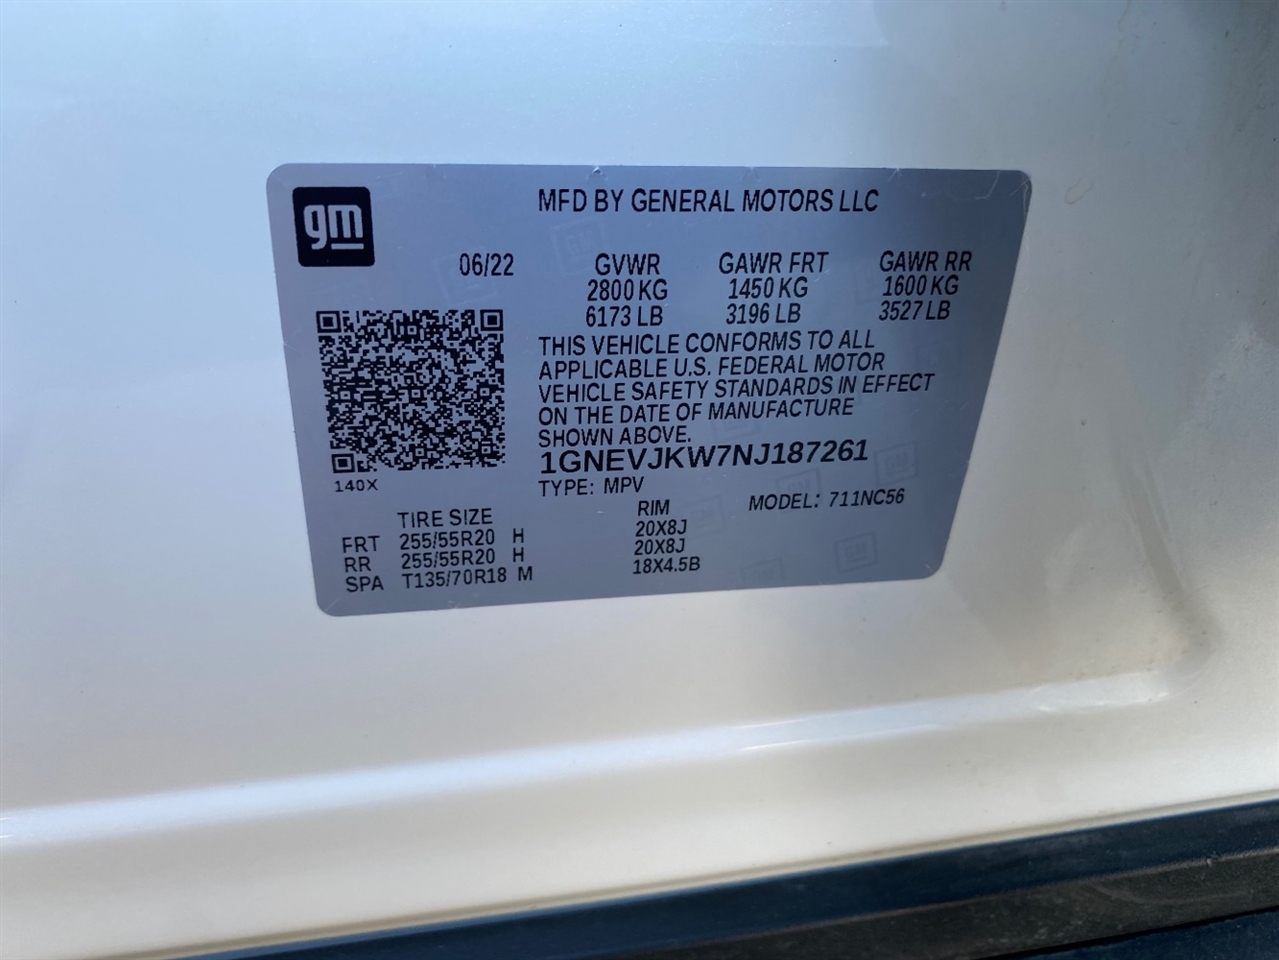 gm
MFD BY GENERAL MOTORS LLC
06/22 GVWR GAWR FRT GAWR RR
2800 KG 1450 KG 1600 KG
6173 LB 3196 LB 3527 LB
THIS VEHICLE CONFORMS TO ALL
APPLICABLE U.S. FEDERAL MOTOR
VEHICLE SAFETY STANDARDS IN EFFECT
ON THE DATE OF MANUFACTURE
SHOWN ABOVE.
1GNEVJKW7NJ187261
140X
TYPE: MPV MODEL: 711NC56
TIRE SIZE RIM
FRT 255/55R20 H 20X8J
RR 255/55R20 H 20X8J
SPA T135/70R18 M 18X4.5B